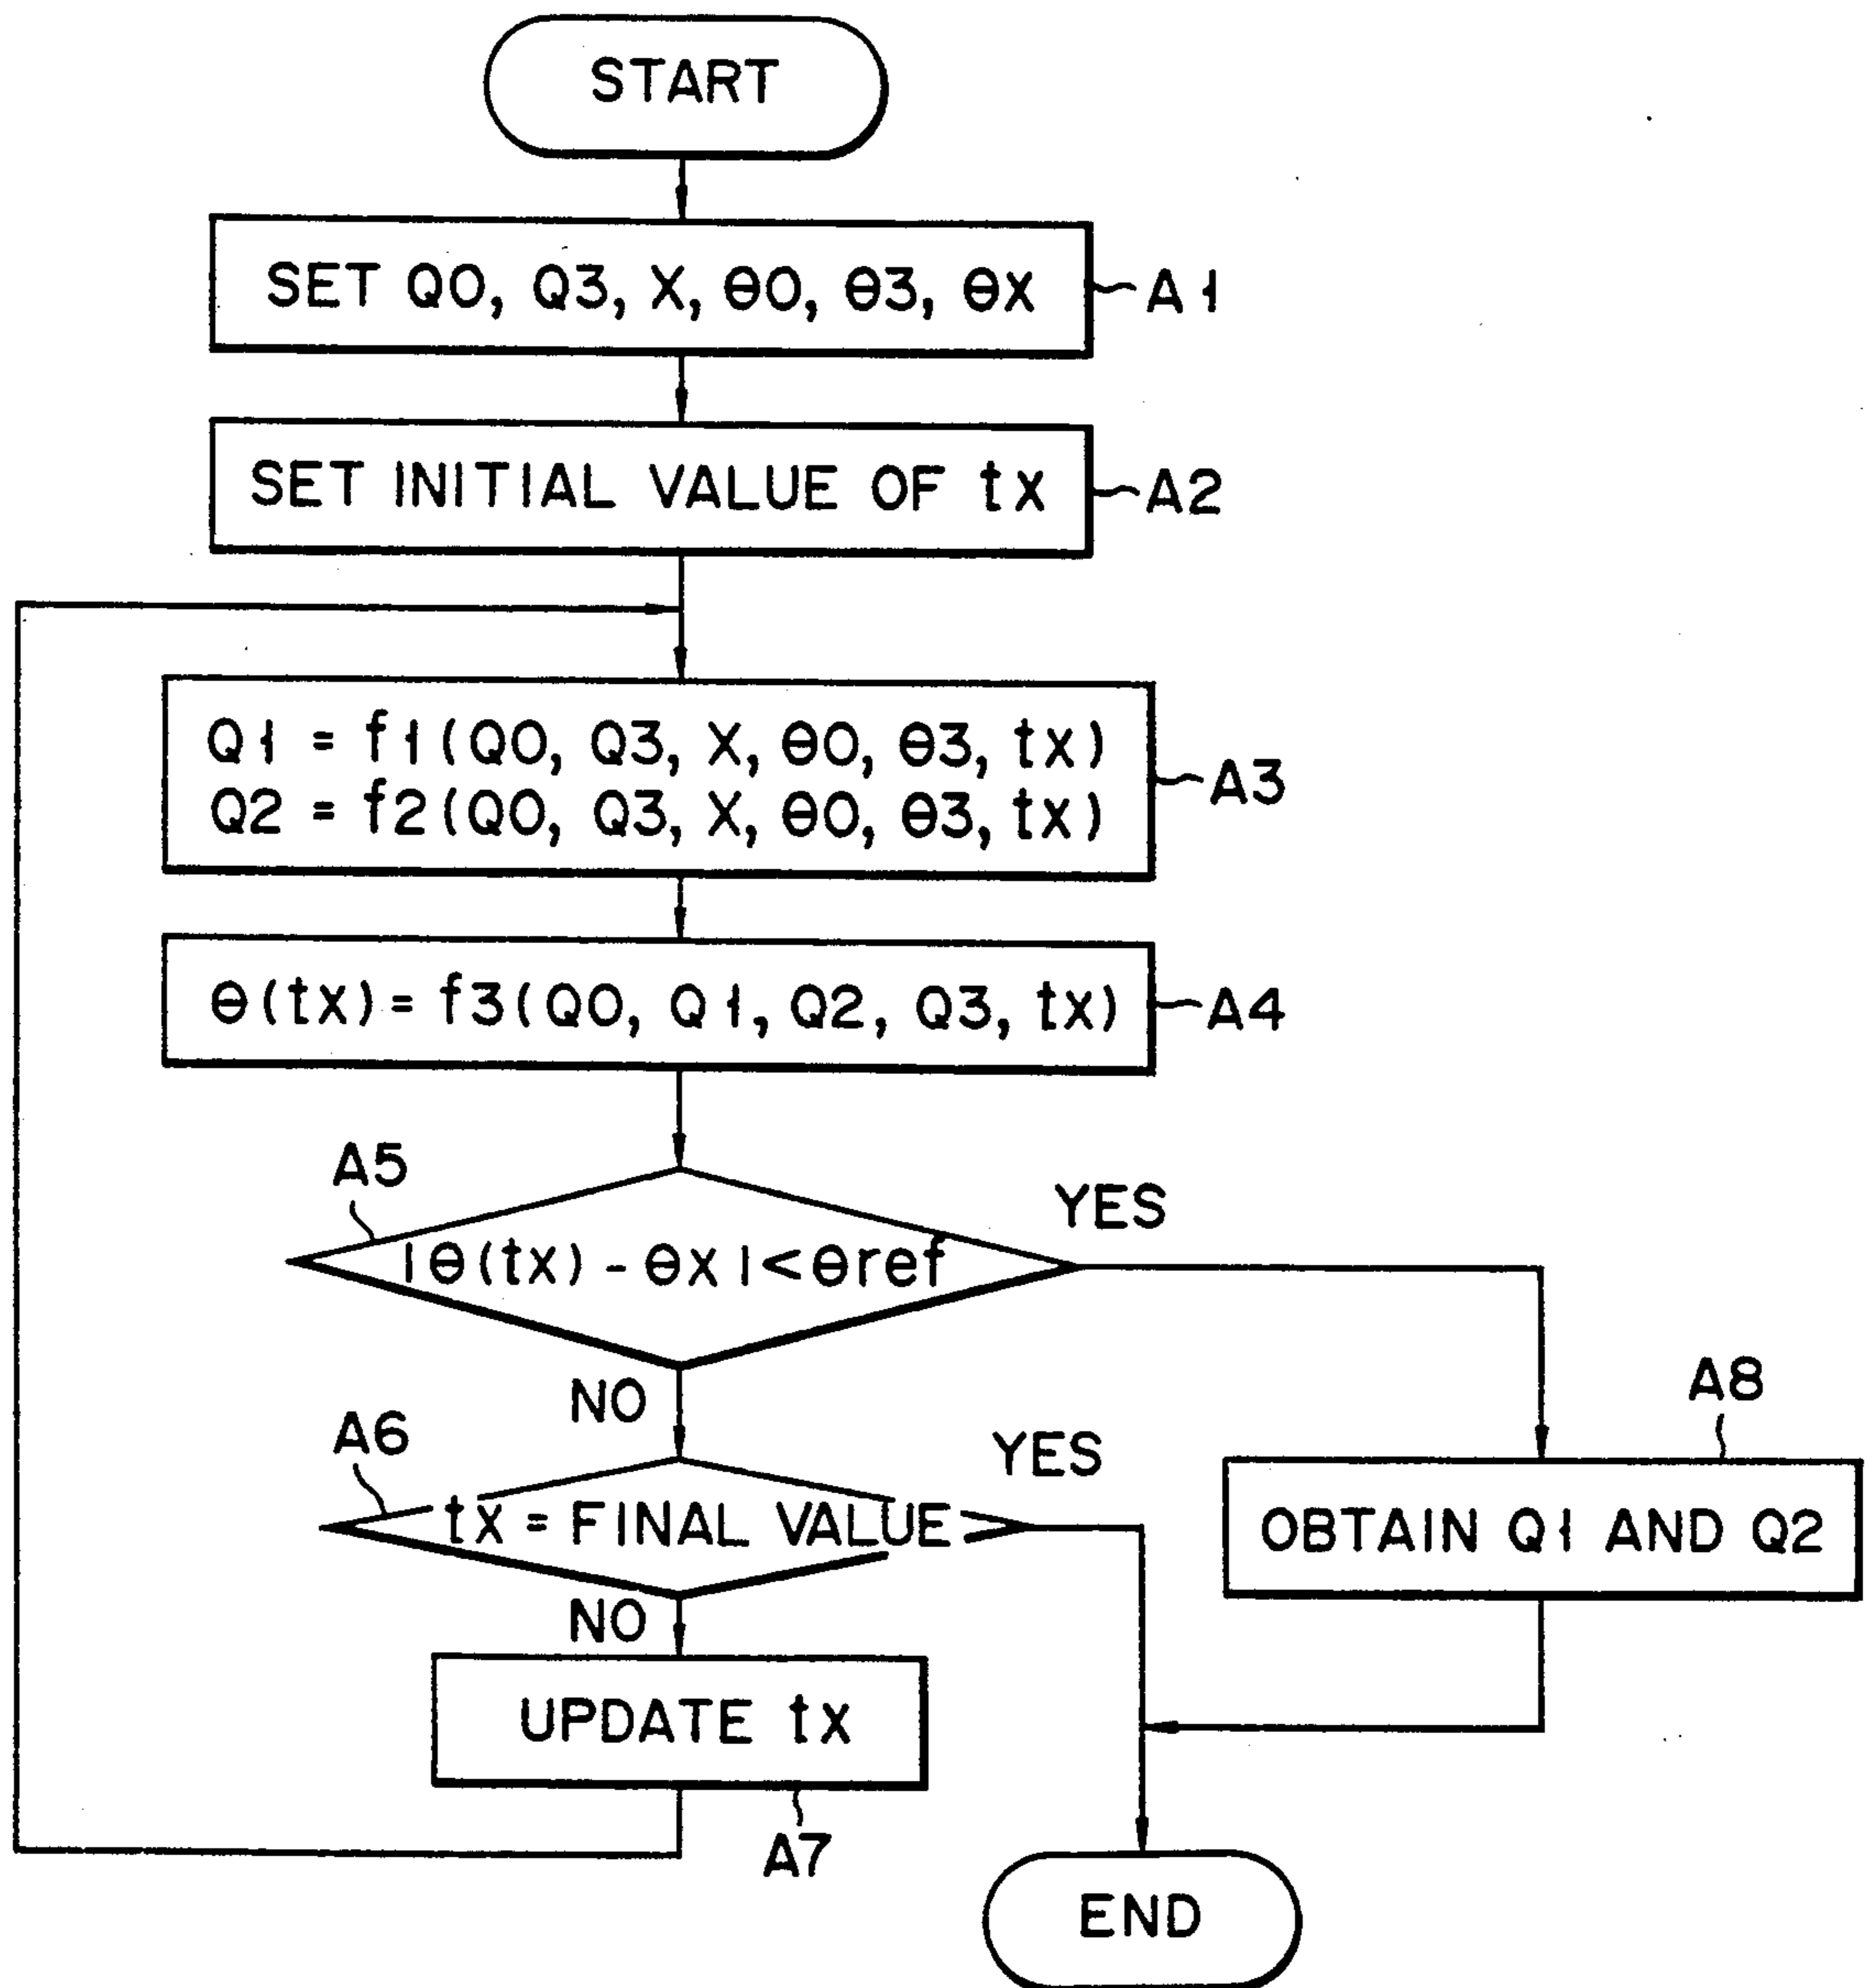 START
SET Q0, Q3, X, θ0, θ3, θX
A1
SET INITIAL VALUE OF tx
A2
Q1 = f1(Q0, Q3, X, θ0, θ3, tx)
Q2 = f2(Q0, Q3, X, θ0, θ3, tx)
A3
θ(tx) = f3(Q0, Q1, Q2, Q3, tx)
A4
A5
YES
|θ(tx) - θx| < θref
NO
A8
A6
YES
tx = FINAL VALUE
OBTAIN Q1 AND Q2
NO
UPDATE tx
A7
END